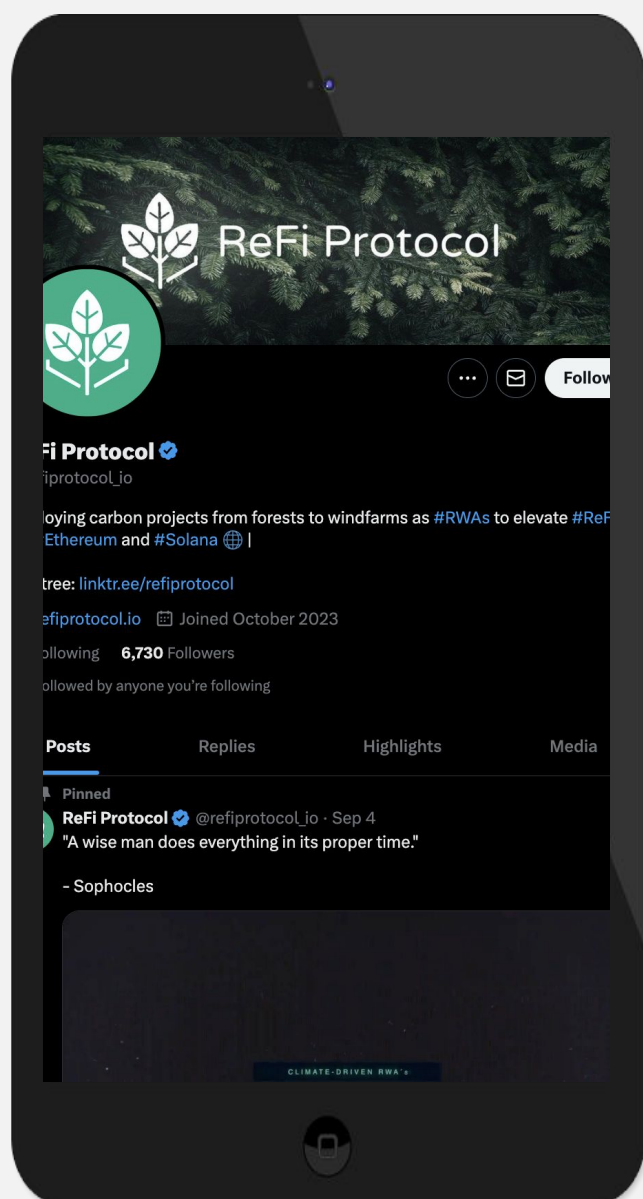 ReFi Protocol
Fi Protocol
fiprotocol_io
loying carbon projects from forests to windfarms as #RWAs to elevate #ReF
#Ethereum and #Solana |
tree: linktr.ee/refiprotocol
efiprotocol.io Joined October 2023
ollowing 6,730 Followers
ollowed by anyone you're following
Posts Replies Highlights Media
Pinned
ReFi Protocol @refiprotocol_io · Sep 4
"A wise man does everything in its proper time."
- Sophocles
CLIMATE-DRIVEN RWA's
Follow